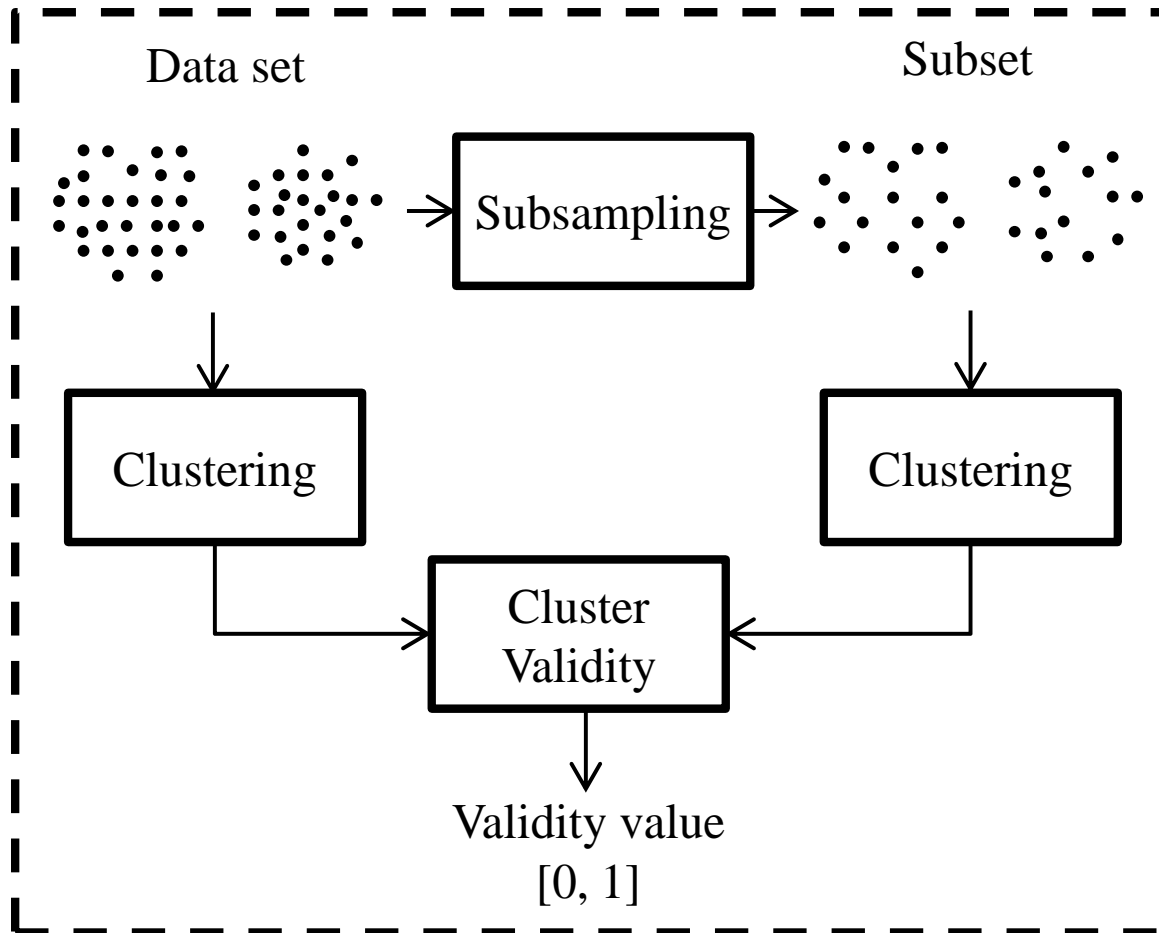 Data set
Subset
Subsampling
Clustering
Clustering
Cluster
Validity
Validity value
[0, 1]